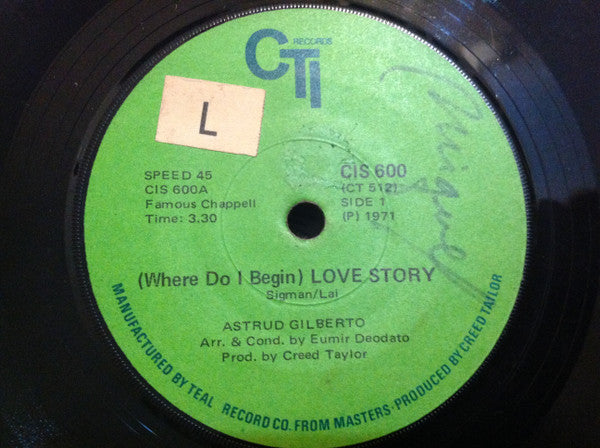 CTI
RECORDS
L
Miguel
SPEED 45
CIS 600A
Famous Chappell
Time: 3.30
CIS 600
(CT 512)
SIDE 1
(P) 1971
(Where Do I Begin) LOVE STORY
Sigman/Lai
ASTRUD GILBERTO
Arr. & Cond. by Eumir Deodato
Prod. by Creed Taylor
MANUFACTURED BY TEAL RECORD CO. FROM MASTERS·PRODUCED BY CREED TAYLOR